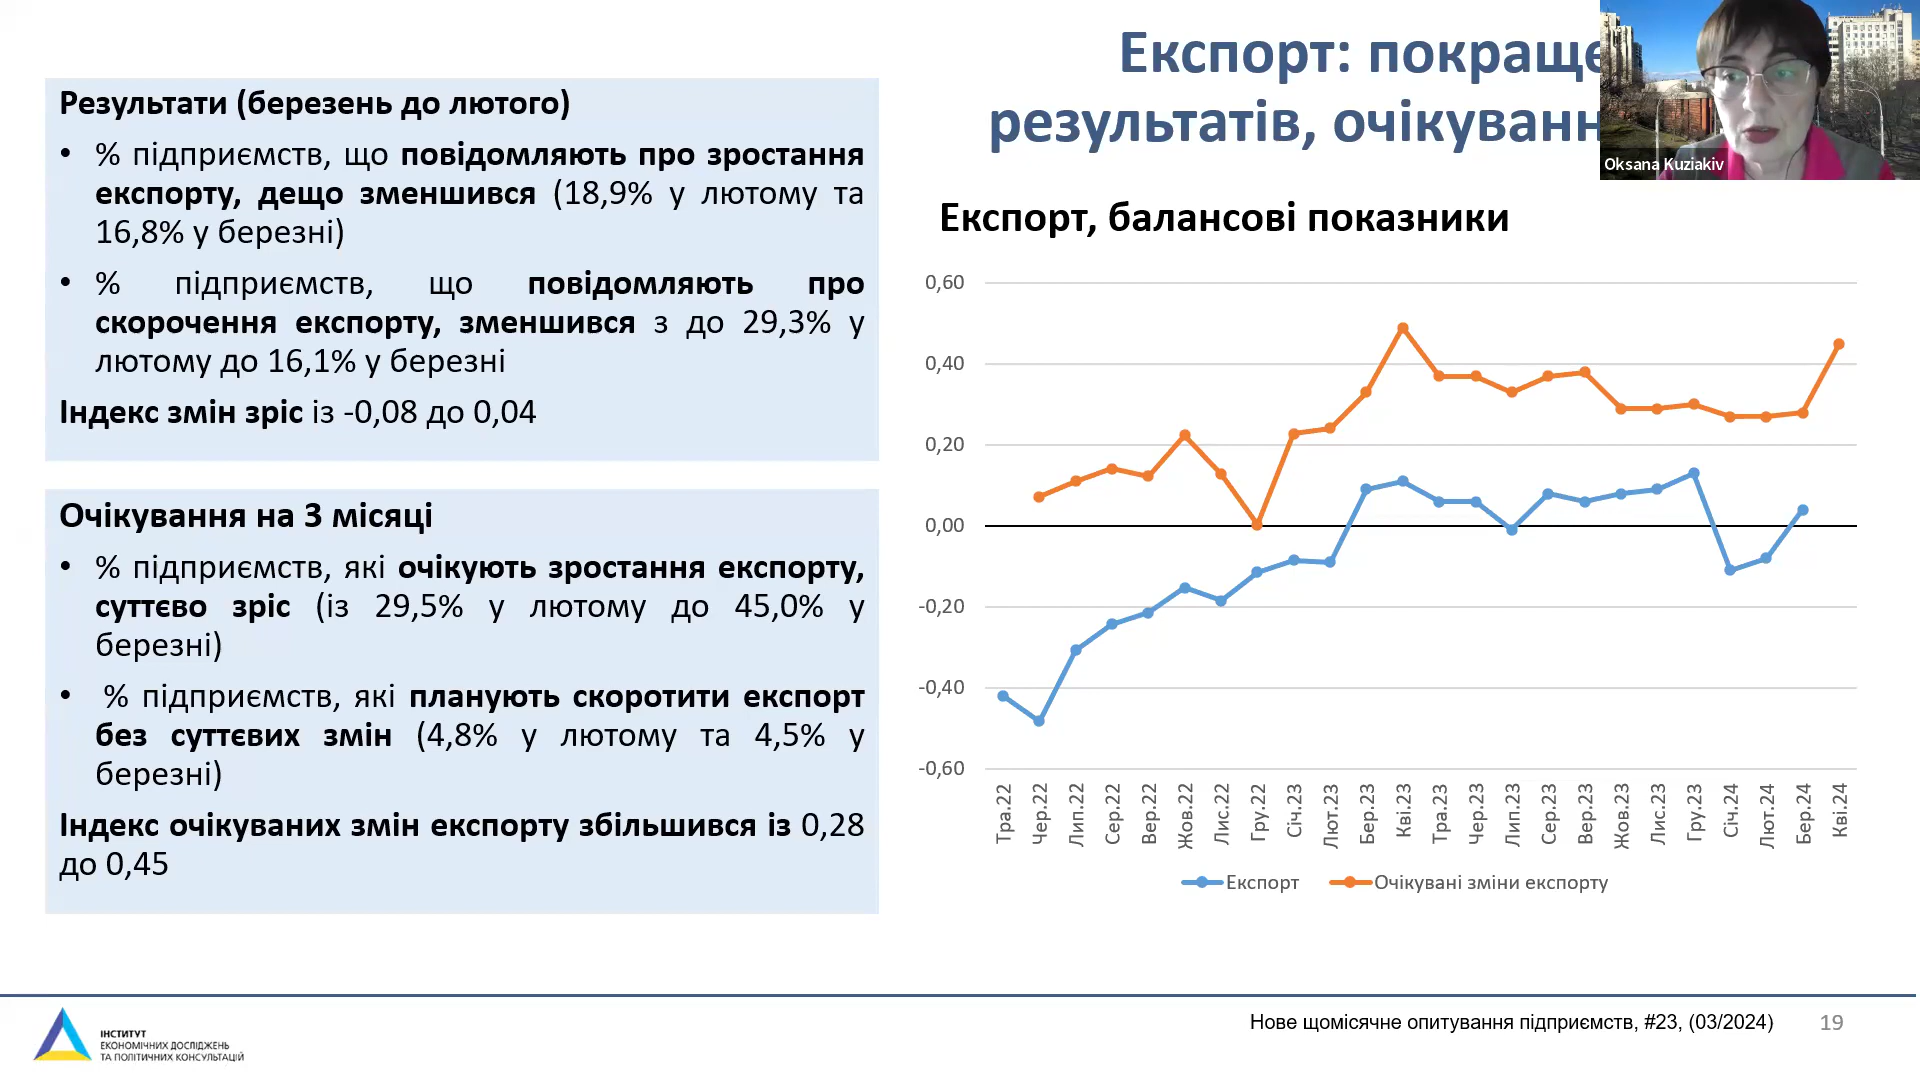 Експорт: покраще
результатів, очікуванн
Oksana Kuziakiv
Результати (березень до лютого)
• % підприємств, що повідомляють про зростання
експорту, дещо зменшився (18,9% у лютому та
16,8% у березні)
• % підприємств, що повідомляють про
скорочення експорту, зменшився з до 29,3% у
лютому до 16,1% у березні
Індекс змін зріс із -0,08 до 0,04
Очікування на 3 місяці
• % підприємств, які очікують зростання експорту,
суттєво зріс (із 29,5% у лютому до 45,0% у
березні)
• % підприємств, які планують скоротити експорт
без суттєвих змін (4,8% у лютому та 4,5% у
березні)
Індекс очікуваних змін експорту збільшився із 0,28
до 0,45
Експорт, балансові показники
0,60
0,40
0,20
0,00
-0,20
-0,40
-0,60
Тра.22
Чер.22
Лип.22
Сер.22
Вер.22
Жов.22
Лис.22
Гру.22
Січ.23
Лют.23
Бер.23
Кві.23
Тра.23
Чер.23
Лип.23
Сер.23
Вер.23
Жов.23
Лис.23
Гру.23
Січ.24
Лют.24
Бер.24
Кві.24
Експорт
Очікувані зміни експорту
ІНСТИТУТ
ЕКОНОМІЧНИХ ДОСЛІДЖЕНЬ
ТА ПОЛІТИЧНИХ КОНСУЛЬТАЦІЙ
Нове щомісячне опитування підприємств, #23, (03/2024)
19